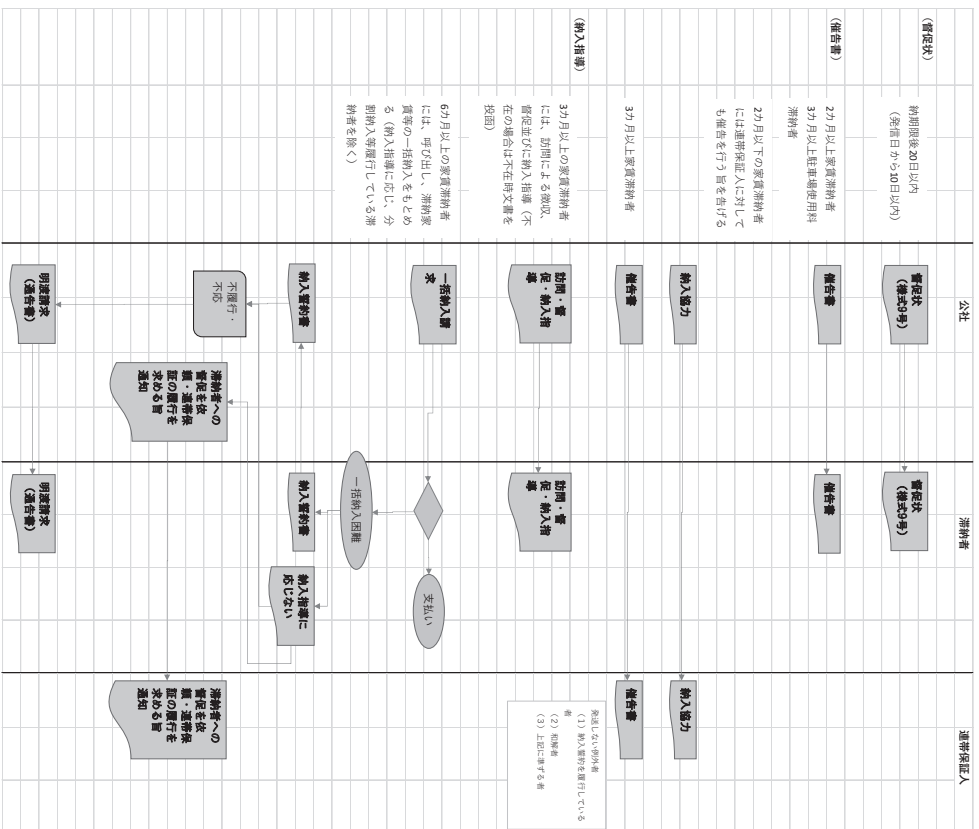 公社
滞納者
連帯保証人
（督促状）
納期限後20日以内
（発信日から10日以内）
督促状
（様式9号）
督促状
（様式9号）
（催告書）
2カ月以上家賃滞納者
3カ月以上駐車場使用料
滞納者
催告書
催告書
2カ月以下の家賃滞納者
には連帯保証人に対して
も催告を行う旨を告げる
納入協力
納入協力
3カ月以上家賃滞納者
催告書
催告書
発送しない例外者
（1）納入誓約を履行している
者
（2）和解者
（3）上記に準ずる者
（納入指導）
3カ月以上の家賃滞納者
には、訪問による徴収、
督促並びに納入指導（不
在の場合は不在時文書を
投函）
訪問・督
促・納入指
導
訪問・督
促・納入指
導
6カ月以上の家賃滞納者
には、呼び出し、滞納家
賃等の一括納入をもとめ
る（納入指導に応じ、分
割納入等履行している滞
納者を除く）
一括納入請
求
支払い
一括納入困難
納入誓約書
納入誓約書
納入指導に
応じない
不履行・
不応
滞納者への
督促を依
頼・連帯保
証の履行を
求める旨
通知
滞納者への
督促を依
頼・連帯保
証の履行を
求める旨
通知
明渡請求
（通告書）
明渡請求
（通告書）